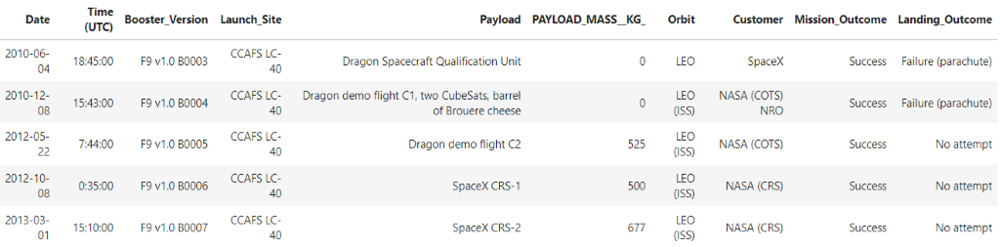 Date Time (UTC) Booster_Version Launch_Site Payload PAYLOAD_MASS__KG_ Orbit Customer Mission_Outcome Landing_Outcome
2010-06-04 18:45:00 F9 v1.0 B0003 CCAFS LC-40 Dragon Spacecraft Qualification Unit 0 LEO SpaceX Success Failure (parachute)
2010-12-08 15:43:00 F9 v1.0 B0004 CCAFS LC-40 Dragon demo flight C1, two CubeSats, barrel of Brouere cheese 0 LEO (ISS) NASA (COTS) NRO Success Failure (parachute)
2012-05-22 7:44:00 F9 v1.0 B0005 CCAFS LC-40 Dragon demo flight C2 525 LEO (ISS) NASA (COTS) Success No attempt
2012-10-08 0:35:00 F9 v1.0 B0006 CCAFS LC-40 SpaceX CRS-1 500 LEO (ISS) NASA (CRS) Success No attempt
2013-03-01 15:10:00 F9 v1.0 B0007 CCAFS LC-40 SpaceX CRS-2 677 LEO (ISS) NASA (CRS) Success No attempt